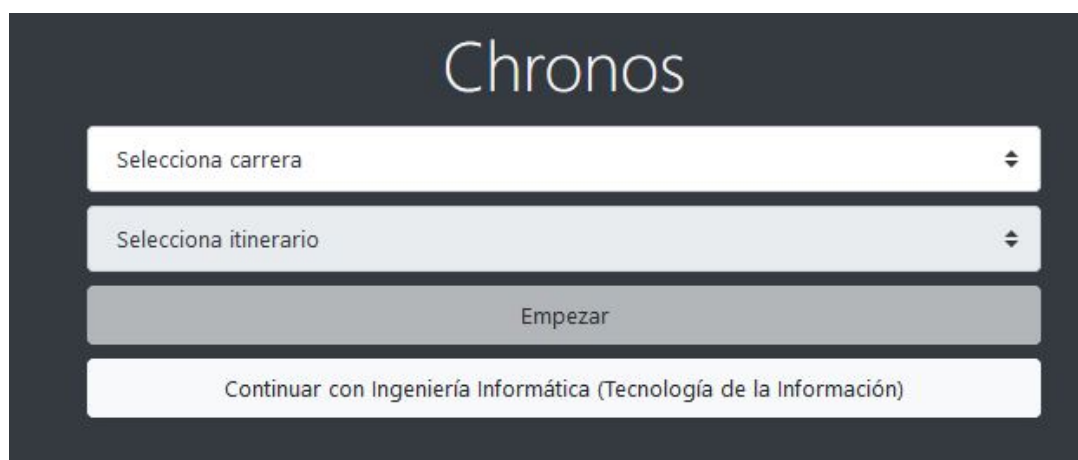 Chronos
Selecciona carrera
Selecciona itinerario
Empezar
Continuar con Ingeniería Informática (Tecnología de la Información)